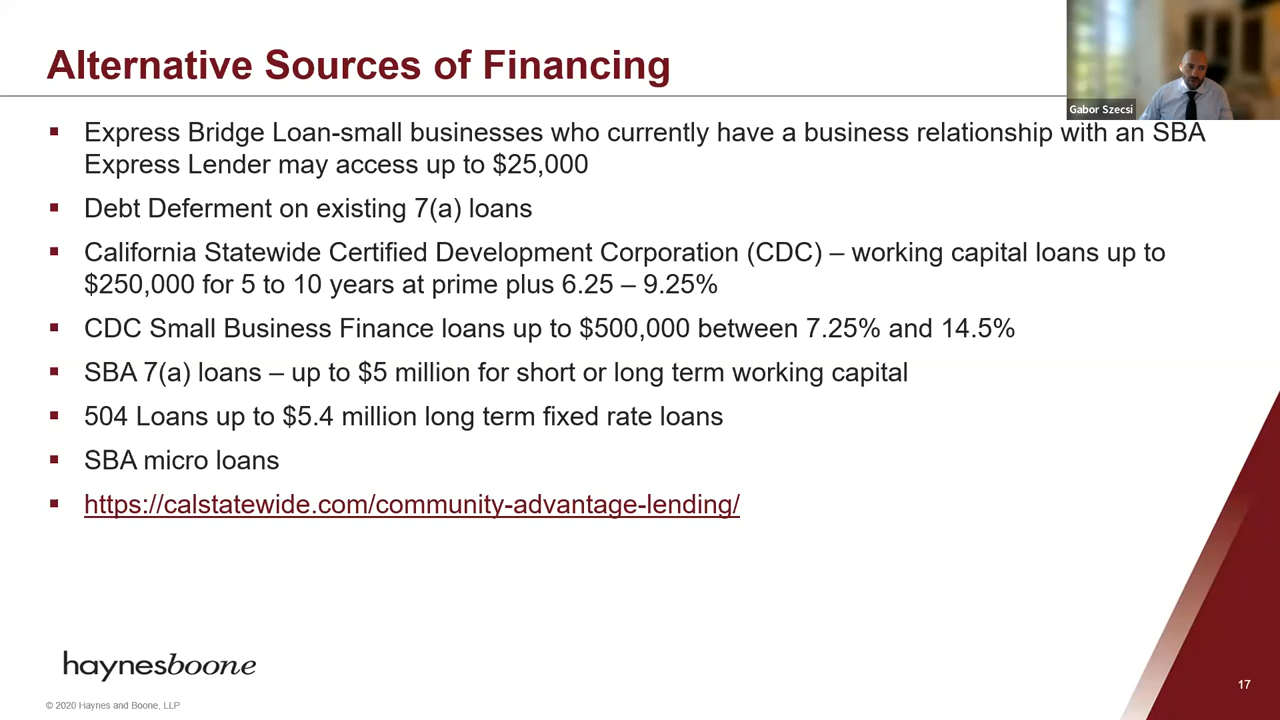 Alternative Sources of Financing
Gabor Szecsi
▪ Express Bridge Loan-small businesses who currently have a business relationship with an SBA
Express Lender may access up to $25,000
▪ Debt Deferment on existing 7(a) loans
▪ California Statewide Certified Development Corporation (CDC) – working capital loans up to
$250,000 for 5 to 10 years at prime plus 6.25 – 9.25%
▪ CDC Small Business Finance loans up to $500,000 between 7.25% and 14.5%
▪ SBA 7(a) loans – up to $5 million for short or long term working capital
▪ 504 Loans up to $5.4 million long term fixed rate loans
▪ SBA micro loans
▪ https://calstatewide.com/community-advantage-lending/
haynesboone
17
© 2020 Haynes and Boone, LLP